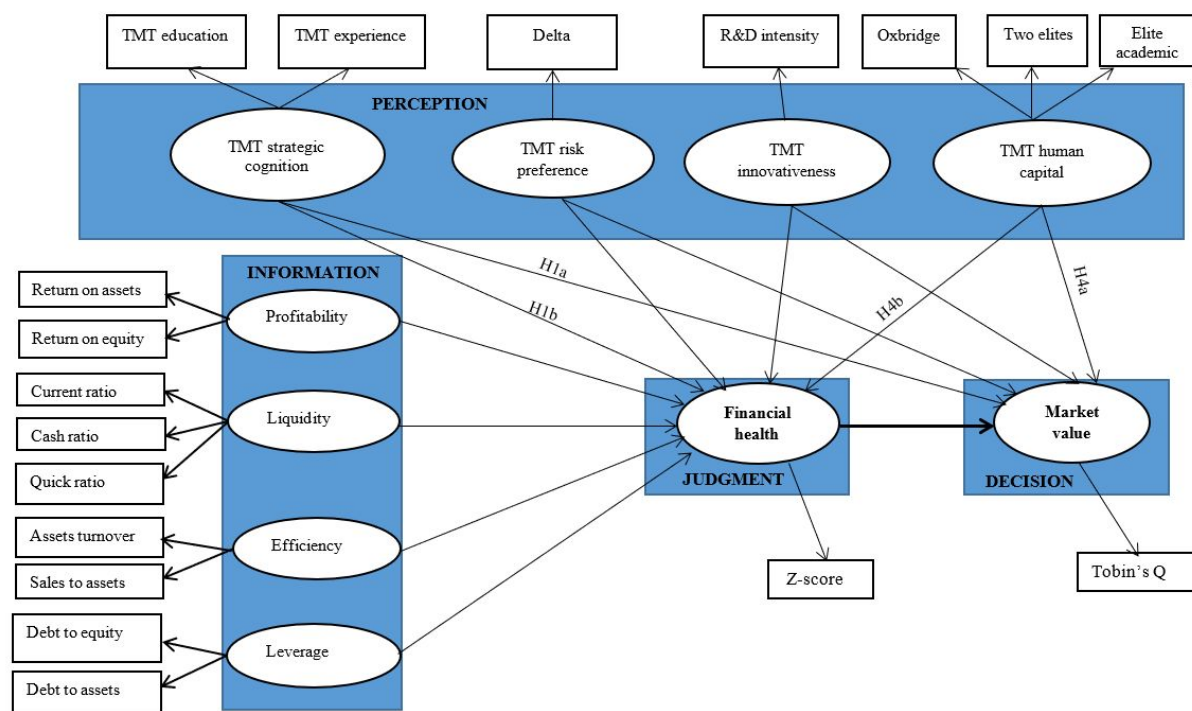 TMT education
TMT experience
Delta
R&D intensity
Oxbridge
Two elites
Elite
academic
PERCEPTION
TMT strategic
cognition
TMT risk
preference
TMT
innovativeness
TMT human
capital
H1a
H1b
H4b
H4a
INFORMATION
Return on assets
Return on equity
Profitability
Current ratio
Cash ratio
Quick ratio
Liquidity
Assets turnover
Sales to assets
Efficiency
Debt to equity
Debt to assets
Leverage
Financial
health
JUDGMENT
Market
value
DECISION
Z-score
Tobin’s Q